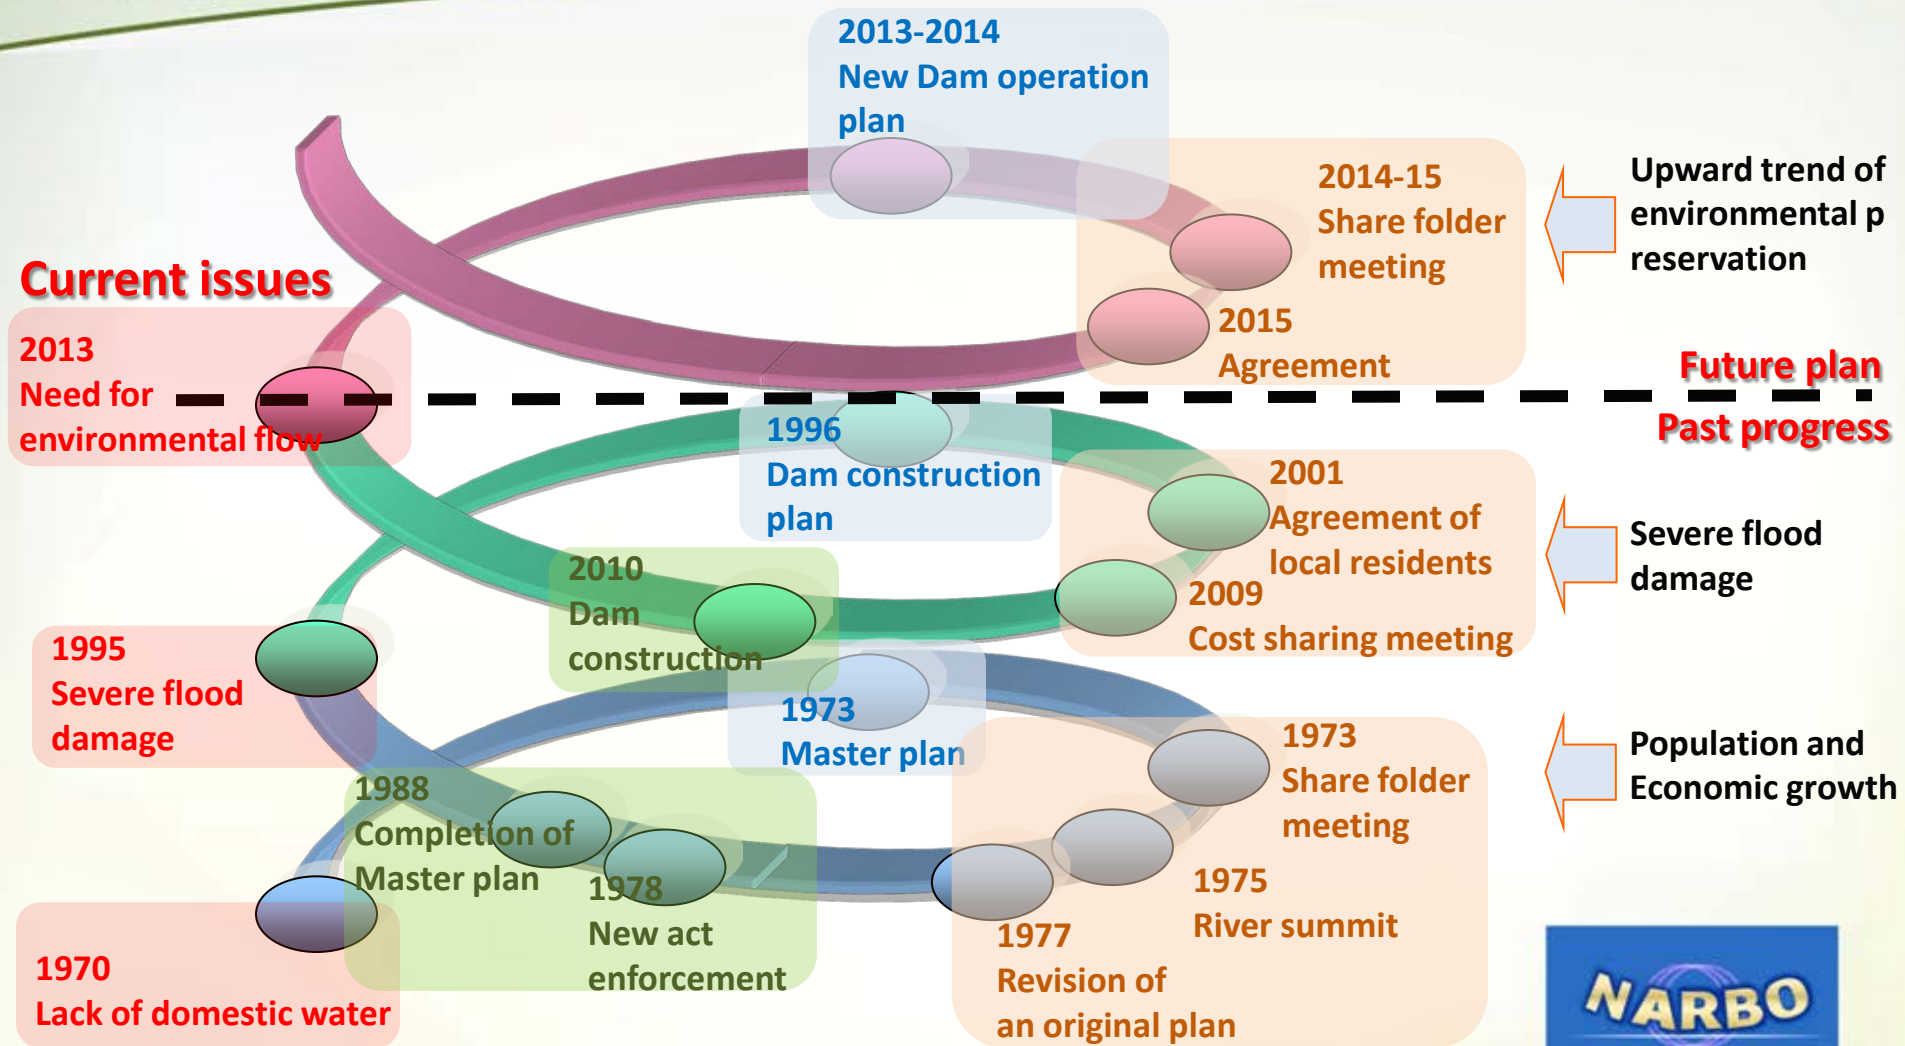 2013-2014
New Dam operation
plan
2014-15
Share folder
meeting
2015
Agreement
Upward trend of
environmental p
reservation
Current issues
2013
Need for
environmental flow
Future plan
Past progress
1996
Dam construction
plan
2001
Agreement of
local residents
2009
Cost sharing meeting
Severe flood
damage
2010
Dam
construction
1995
Severe flood
damage
1973
Master plan
1973
Share folder
meeting
Population and
Economic growth
1988
Completion of
Master plan
1978
New act
enforcement
1975
River summit
1977
Revision of
an original plan
1970
Lack of domestic water
NARBO